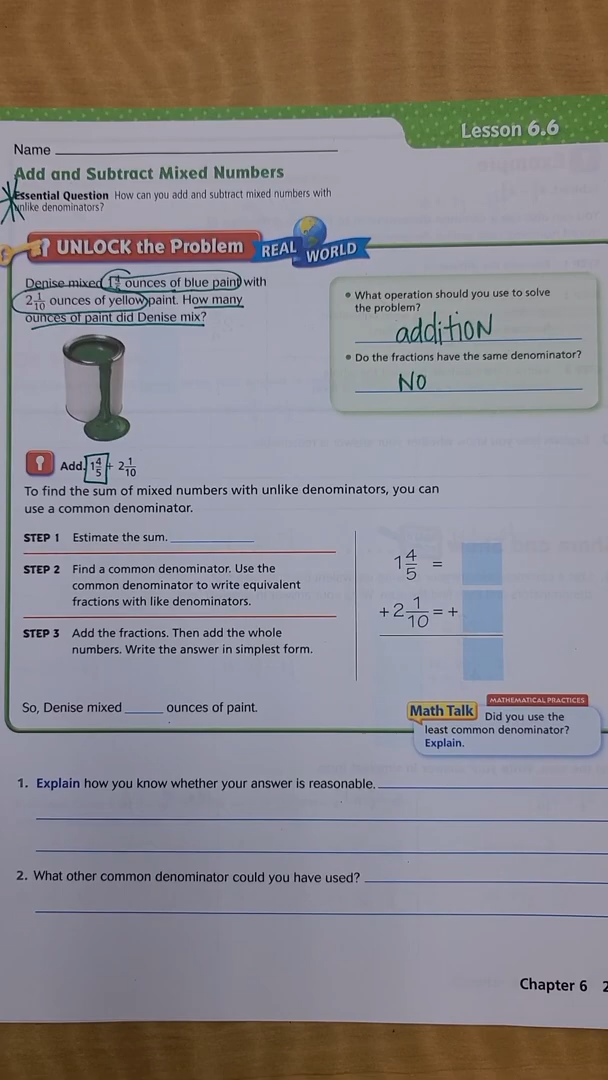 Lesson 6.6
Name
Add and Subtract Mixed Numbers
Essential Question How can you add and subtract mixed numbers with
unlike denominators?
UNLOCK the Problem REAL WORLD
Denise mixed 1 4/5 ounces of blue paint with
2 1/10 ounces of yellow paint. How many
ounces of paint did Denise mix?
• What operation should you use to solve
the problem?
addition
• Do the fractions have the same denominator?
No
Add. 1 4/5 + 2 1/10
To find the sum of mixed numbers with unlike denominators, you can
use a common denominator.
STEP 1 Estimate the sum.
STEP 2 Find a common denominator. Use the
common denominator to write equivalent
fractions with like denominators.
STEP 3 Add the fractions. Then add the whole
numbers. Write the answer in simplest form.
1 4/5 =
+ 2 1/10 = +
So, Denise mixed ______ ounces of paint.
MATHEMATICAL PRACTICES
Math Talk Did you use the
least common denominator?
Explain.
1. Explain how you know whether your answer is reasonable.
2. What other common denominator could you have used?
Chapter 6 2